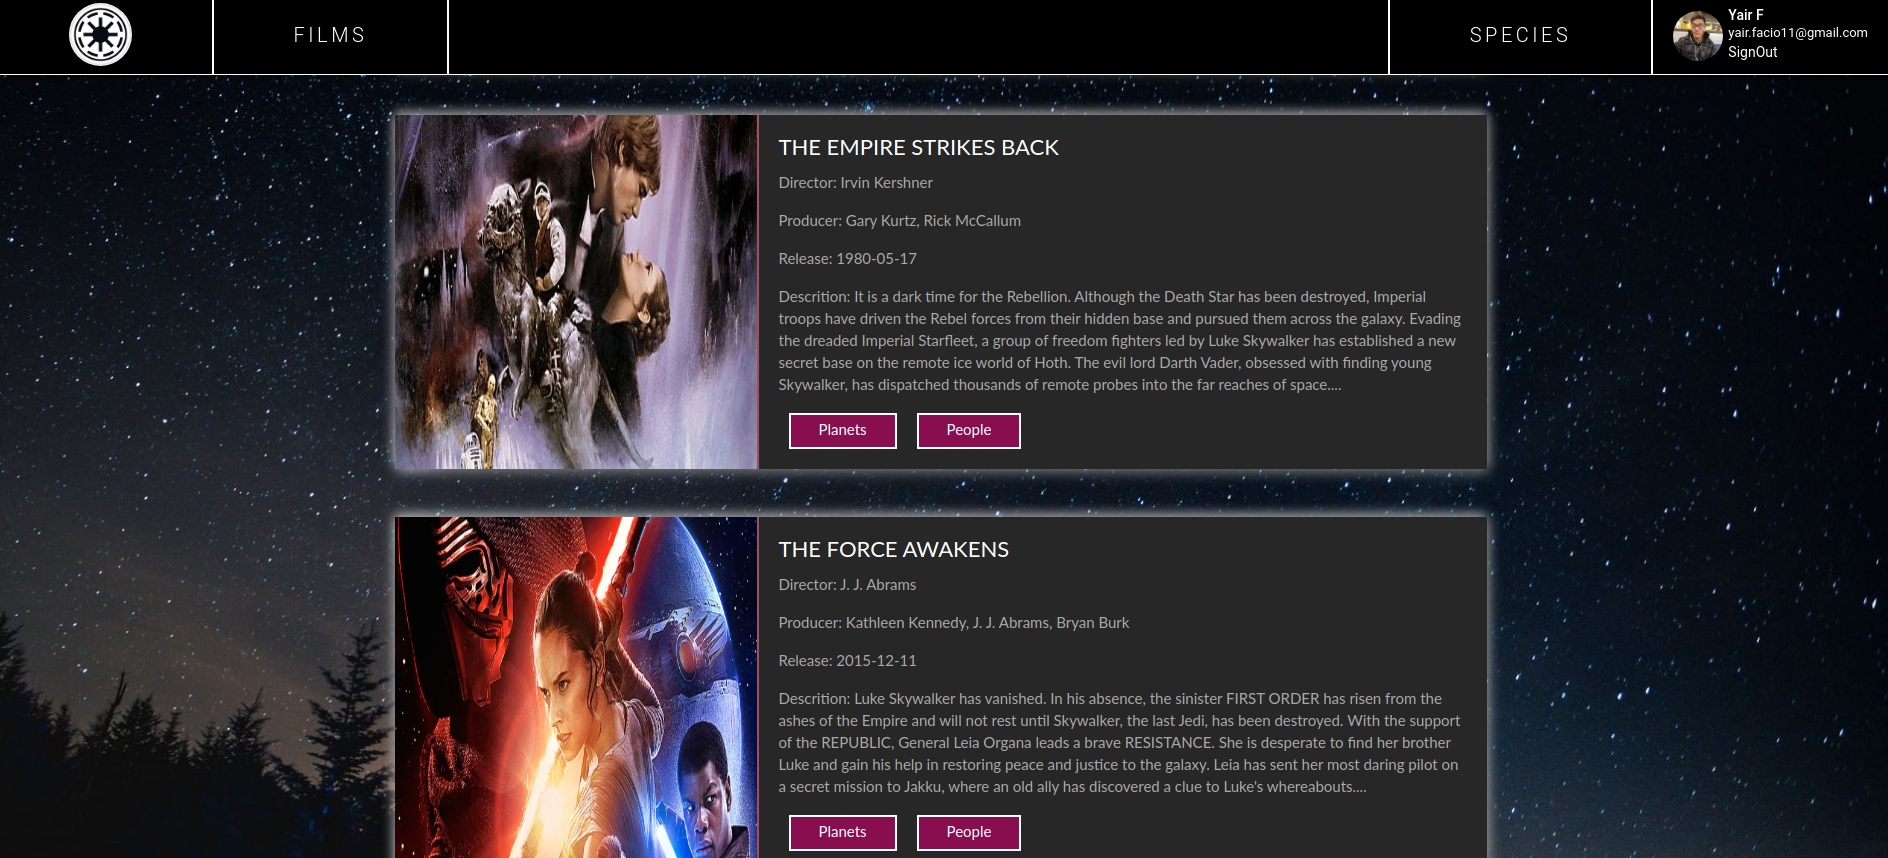 FILMS
SPECIES
Yair F
yair.facio11@gmail.com
SignOut
THE EMPIRE STRIKES BACK
Director: Irvin Kershner
Producer: Gary Kurtz, Rick McCallum
Release: 1980-05-17
Descrition: It is a dark time for the Rebellion. Although the Death Star has been destroyed, Imperial
troops have driven the Rebel forces from their hidden base and pursued them across the galaxy. Evading
the dreaded Imperial Starfleet, a group of freedom fighters led by Luke Skywalker has established a new
secret base on the remote ice world of Hoth. The evil lord Darth Vader, obsessed with finding young
Skywalker, has dispatched thousands of remote probes into the far reaches of space....
Planets
People
THE FORCE AWAKENS
Director: J. J. Abrams
Producer: Kathleen Kennedy, J. J. Abrams, Bryan Burk
Release: 2015-12-11
Descrition: Luke Skywalker has vanished. In his absence, the sinister FIRST ORDER has risen from the
ashes of the Empire and will not rest until Skywalker, the last Jedi, has been destroyed. With the support
of the REPUBLIC, General Leia Organa leads a brave RESISTANCE. She is desperate to find her brother
Luke and gain his help in restoring peace and justice to the galaxy. Leia has sent her most daring pilot on
a secret mission to Jakku, where an old ally has discovered a clue to Luke's whereabouts....
Planets
People